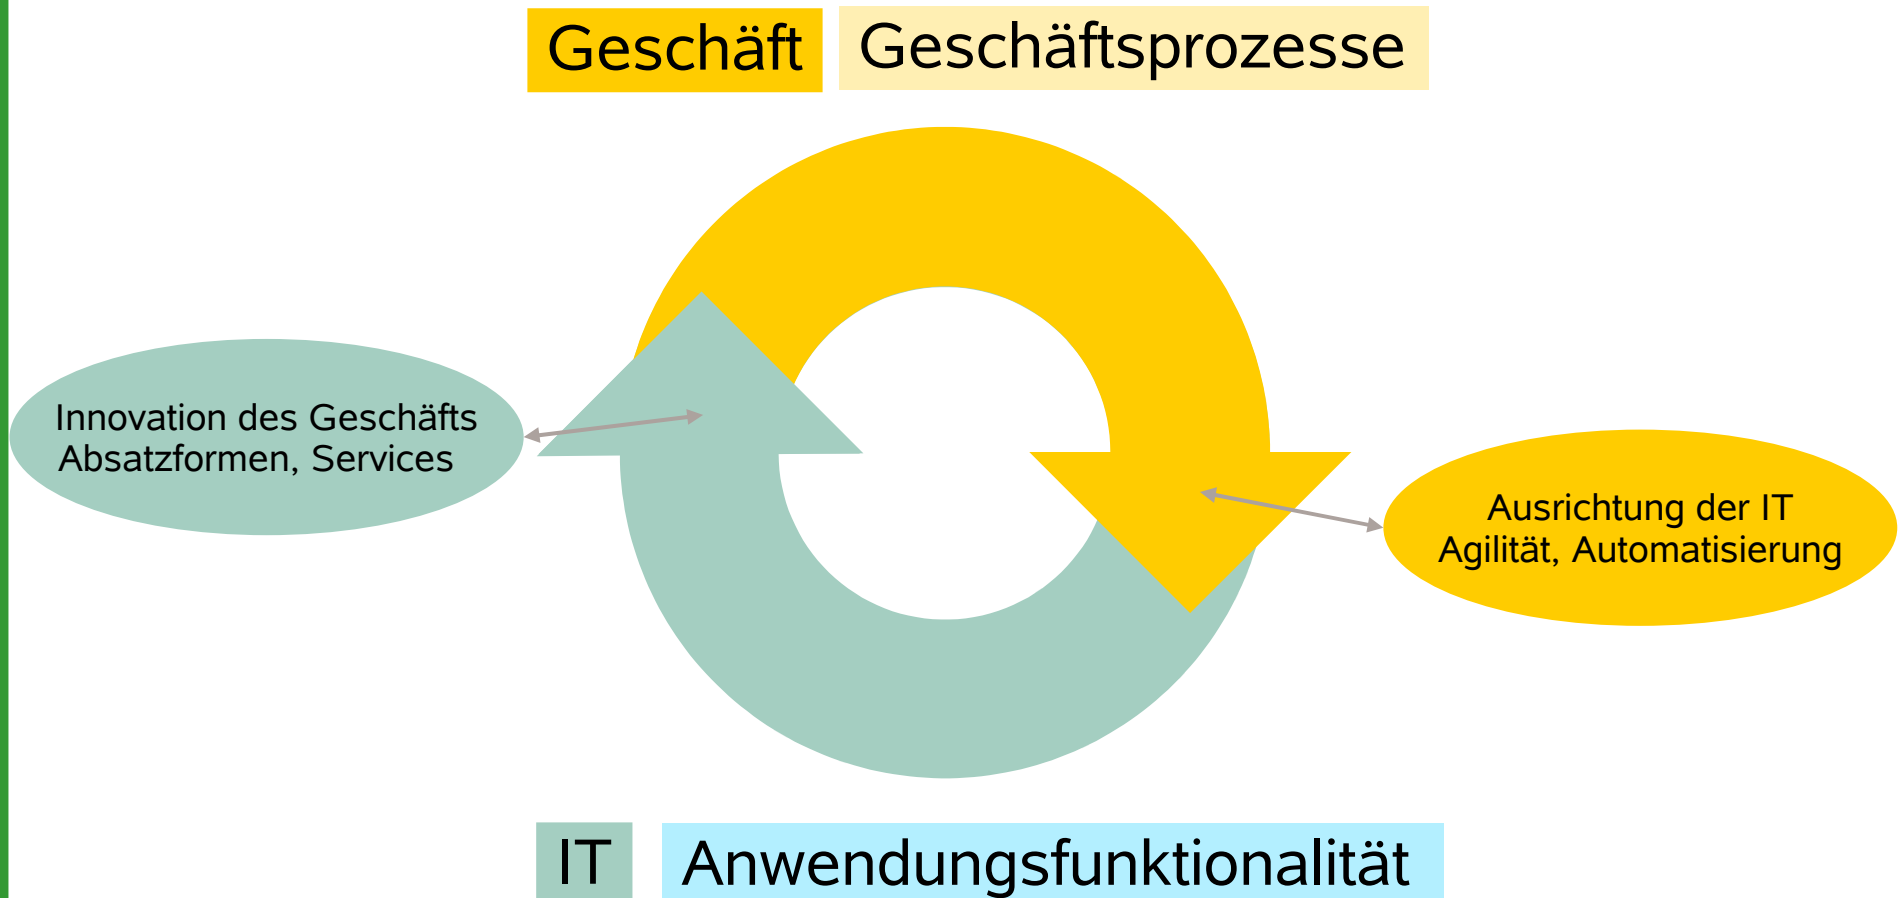 Geschäft
Geschäftsprozesse
Innovation des Geschäfts
Absatzformen, Services
Ausrichtung der IT
Agilität, Automatisierung
IT
Anwendungsfunktionalität